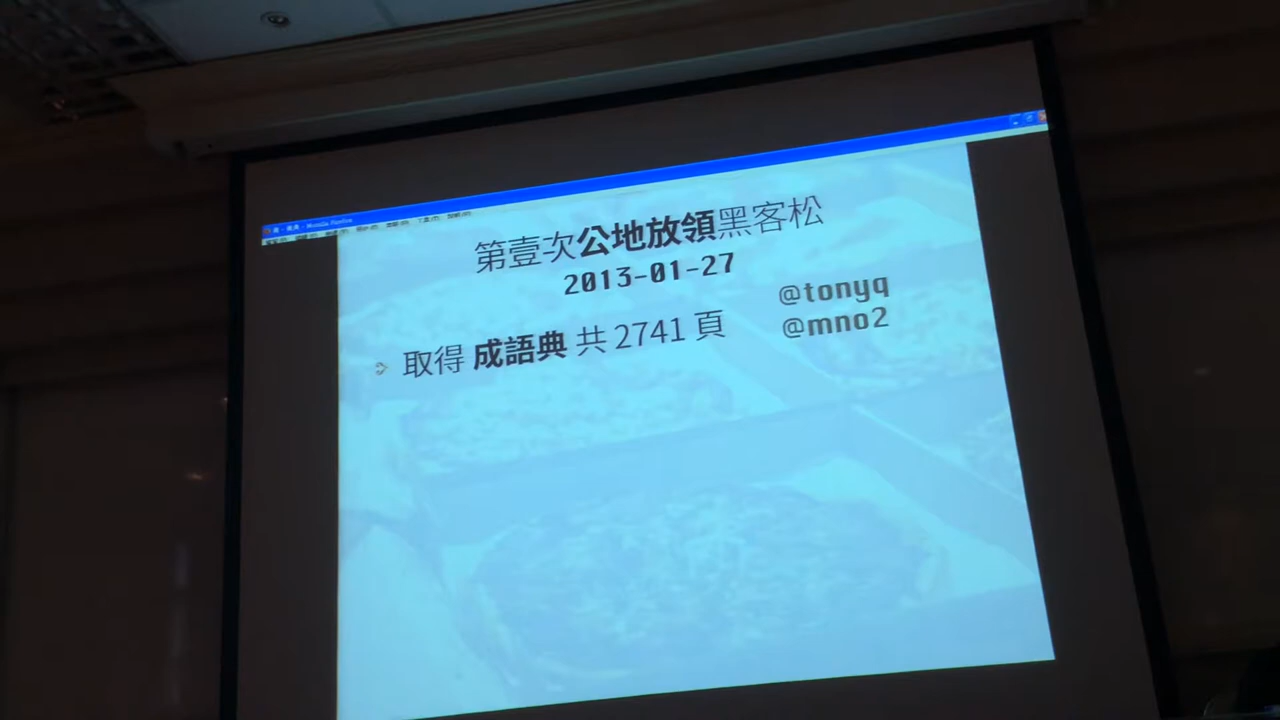 第壹次公地放領黑客松
2013-01-27
@tonyq
@mno2
取得 成語典 共 2741 頁